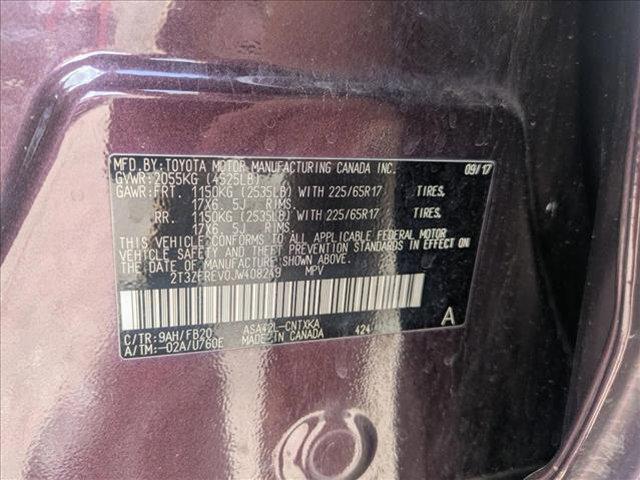 MFD.BY:TOYOTA MOTOR MANUFACTURING CANADA INC. 09/17
GVWR:2055KG (4525LB)
GAWR:FRT. 1150KG (2535LB) WITH 225/65R17 TIRES,
17X6. 5J RIMS,
RR. 1150KG (2535LB) WITH 225/65R17 TIRES,
17X6. 5J RIMS.
THIS VEHICLE CONFORMS TO ALL APPLICABLE FEDERAL MOTOR
VEHICLE SAFETY AND THEFT PREVENTION STANDARDS IN EFFECT ON
THE DATE OF MANUFACTURE SHOWN ABOVE.
2T3ZFREV0JW408249 MPV
C/TR:9AH/FB20 ASA42L-CNTXKA 424 A
A/TM:-02A/U760E MADE IN CANADA